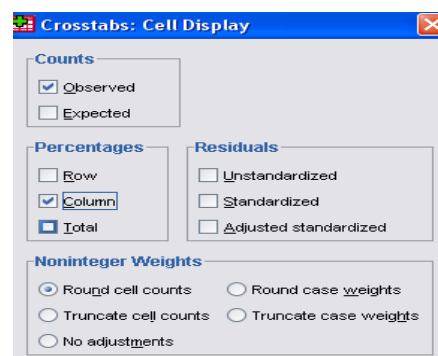 Crosstabs: Cell Display
Counts
Observed
Expected
Percentages
Row
Column
Total
Residuals
Unstandardized
Standardized
Adjusted standardized
Noninteger Weights
Round cell counts
Round case weights
Truncate cell counts
Truncate case weights
No adjustments